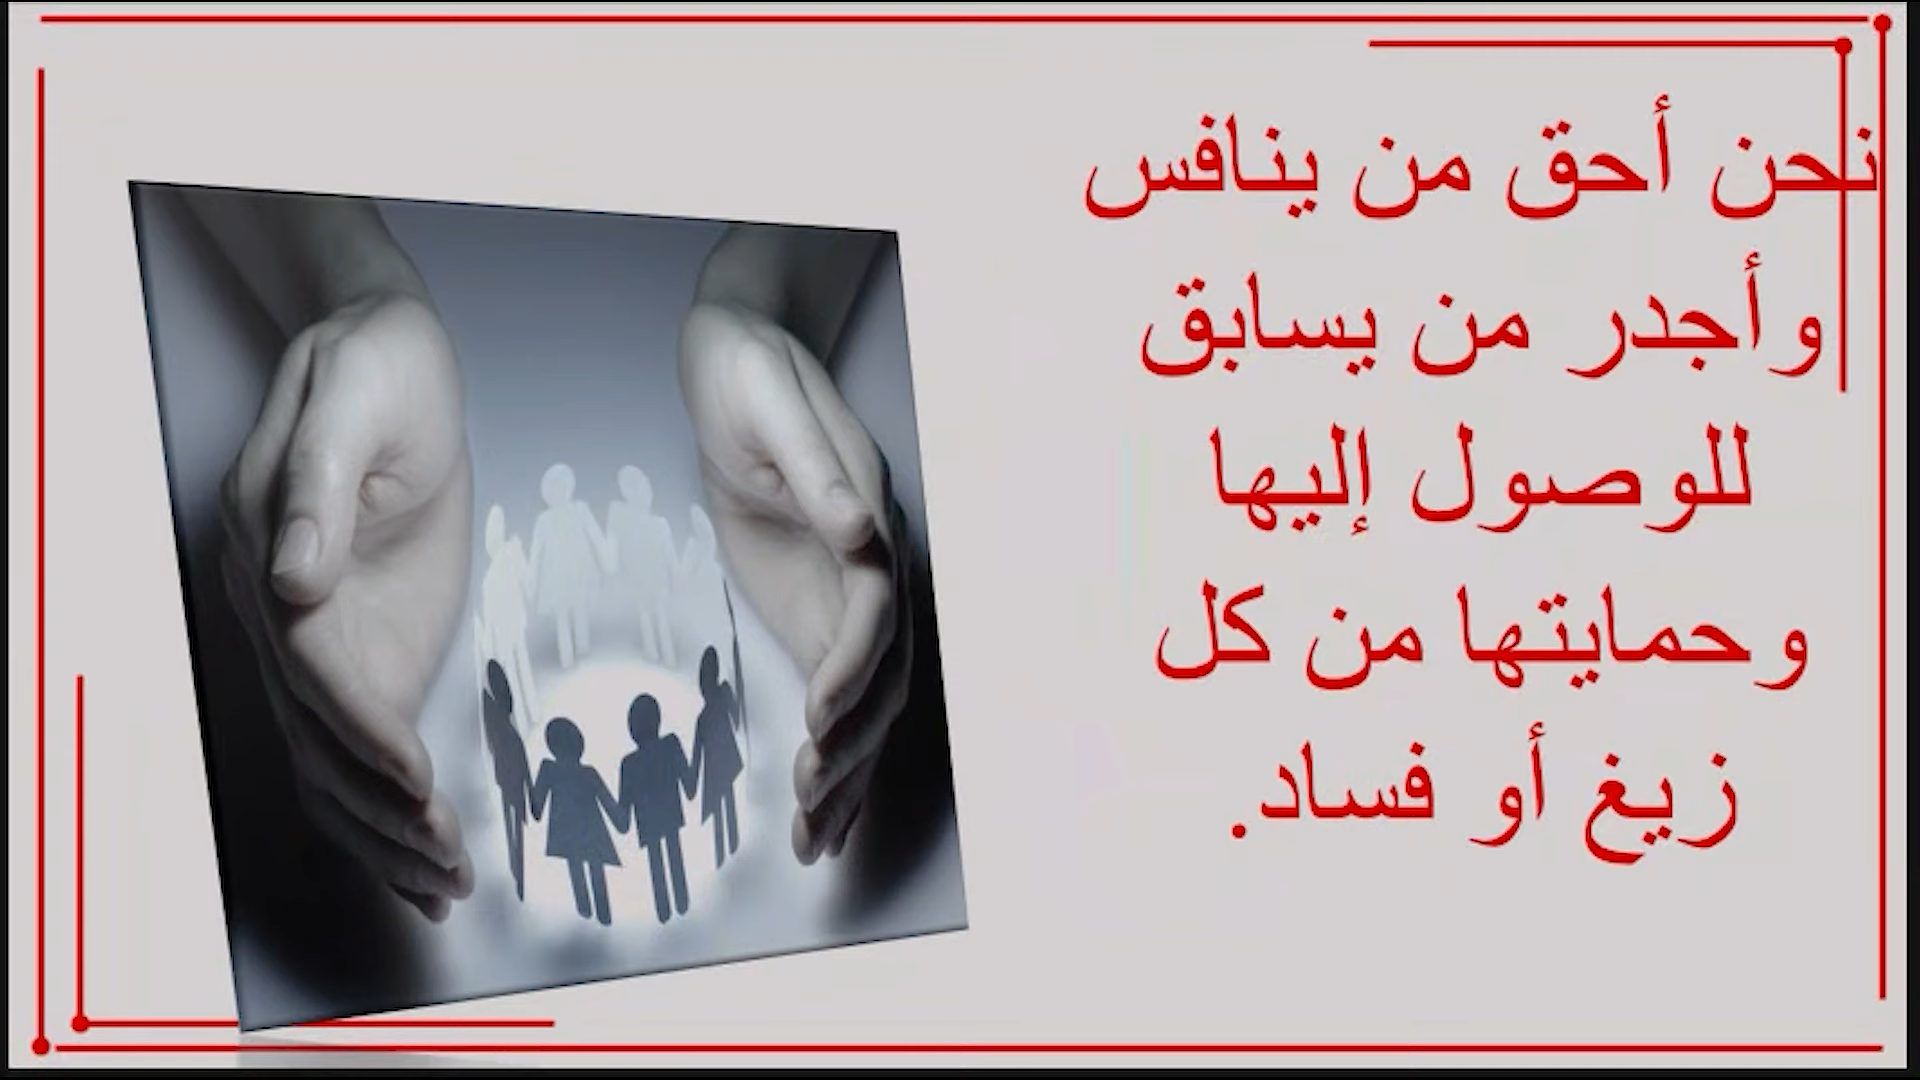 نحن أحق من ينافس
وأجدر من يسابق
للوصول إليها
وحمايتها من كل
زيغ أو فساد.